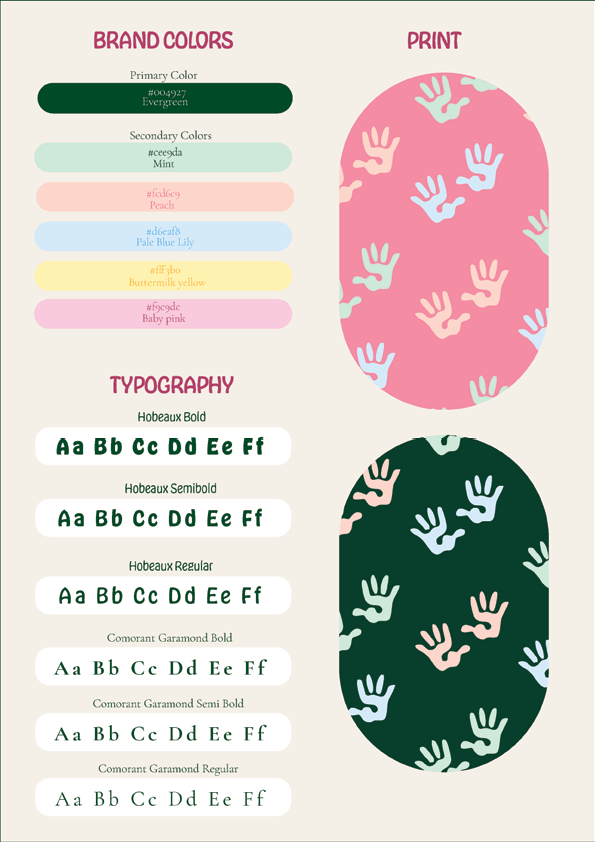 BRAND COLORS
Primary Color
#004927
Evergreen
Secondary Colors
#cee9da
Mint
#fcd6c9
Peach
#d6eaf8
Pale Blue Lily
#fff3b0
Buttermilk yellow
#f9c9dc
Baby pink
TYPOGRAPHY
Hobeaux Bold
Aa Bb Cc Dd Ee Ff
Hobeaux Semibold
Aa Bb Cc Dd Ee Ff
Hobeaux Regular
Aa Bb Cc Dd Ee Ff
Comorant Garamond Bold
Aa Bb Cc Dd Ee Ff
Comorant Garamond Semi Bold
Aa Bb Cc Dd Ee Ff
Comorant Garamond Regular
Aa Bb Cc Dd Ee Ff
PRINT